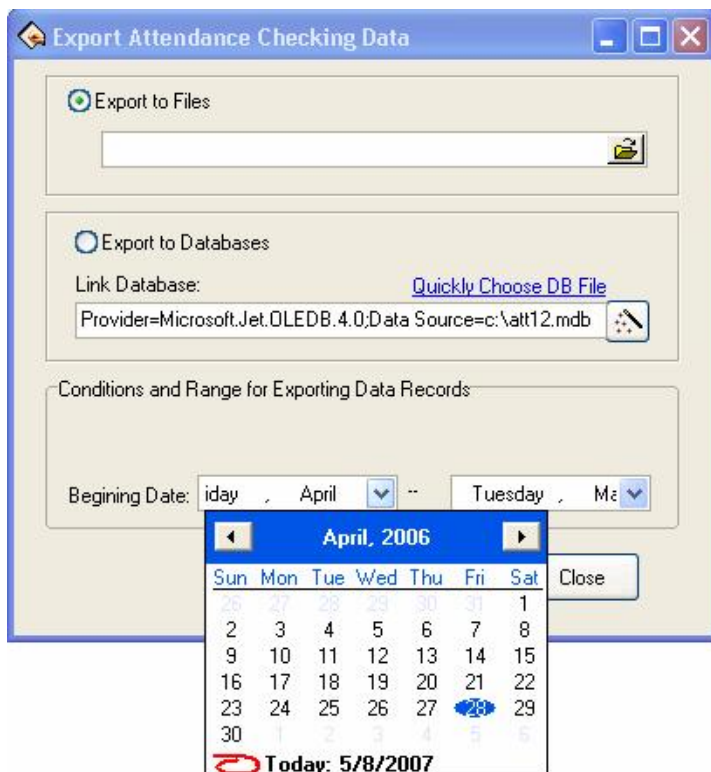 Export Attendance Checking Data
Export to Files
Export to Databases
Link Database: Quickly Choose DB File
Provider=Microsoft.Jet.OLEDB.4.0;Data Source=c:\att12.mdb
Conditions and Range for Exporting Data Records
Begining Date: iday , April -- Tuesday , Ma
April, 2006
Sun Mon Tue Wed Thu Fri Sat
26 27 28 29 30 31 1
2 3 4 5 6 7 8
9 10 11 12 13 14 15
16 17 18 19 20 21 22
23 24 25 26 27 28 29
30 1 2 3 4 5 6
Today: 5/8/2007
Close